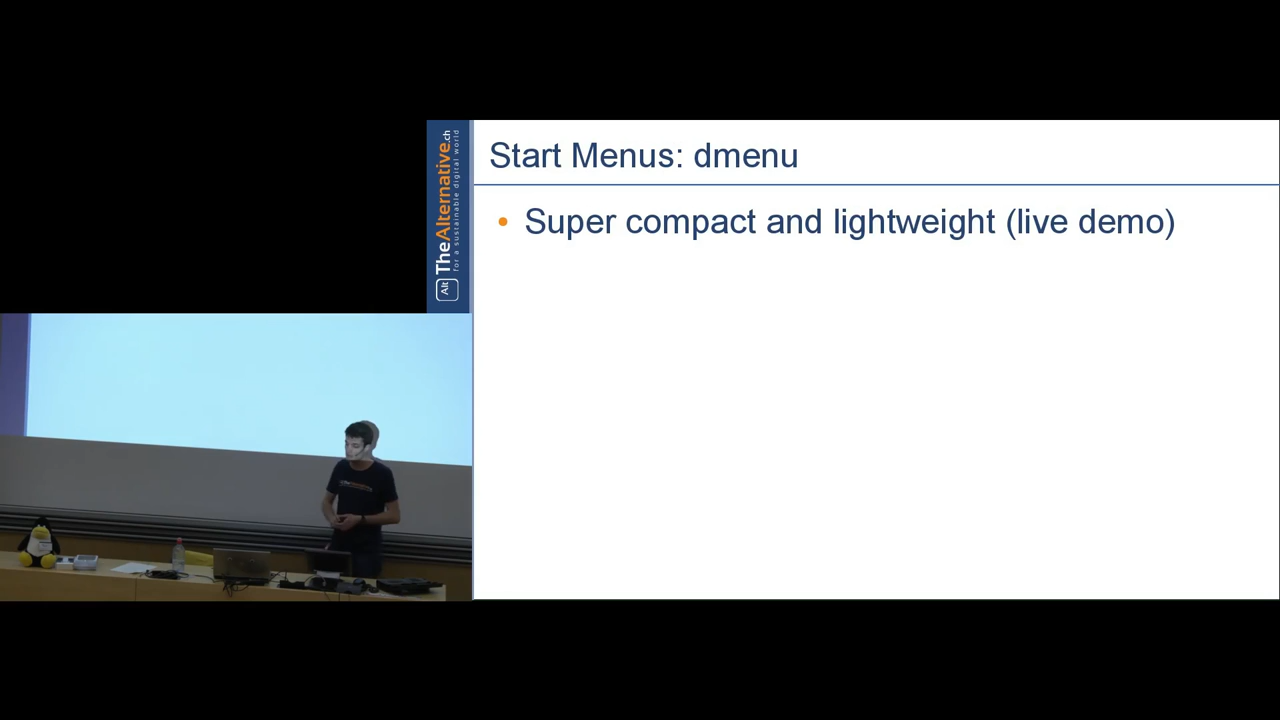 Start Menus: dmenu
• Super compact and lightweight (live demo)
Alt TheAlternative.ch
for a sustainable digital world